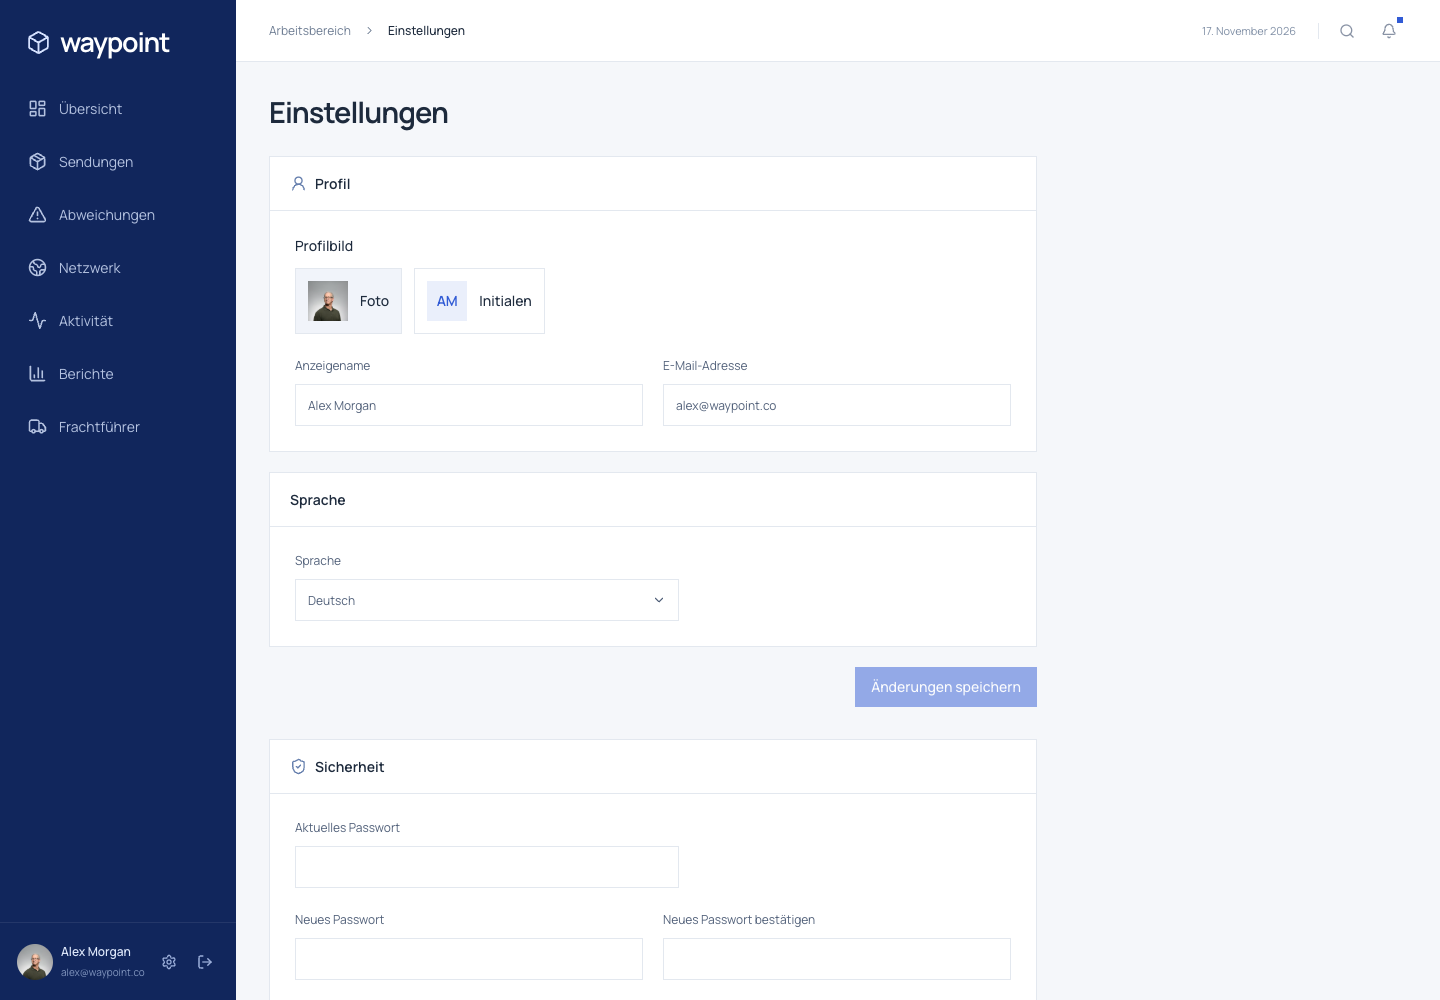 waypoint
Übersicht
Sendungen
Abweichungen
Netzwerk
Aktivität
Berichte
Frachtführer
Alex Morgan
alex@waypoint.co
Arbeitsbereich > Einstellungen
17. November 2026
Einstellungen
Profil
Profilbild
Foto
AM Initialen
Anzeigename E-Mail-Adresse
Alex Morgan alex@waypoint.co
Sprache
Sprache
Deutsch
Änderungen speichern
Sicherheit
Aktuelles Passwort
Neues Passwort Neues Passwort bestätigen